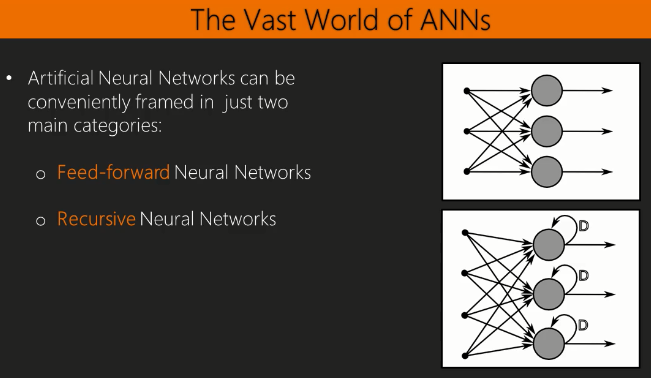 The Vast World of ANNs
• Artificial Neural Networks can be
conveniently framed in just two
main categories:
o Feed-forward Neural Networks
o Recursive Neural Networks
D
D
D